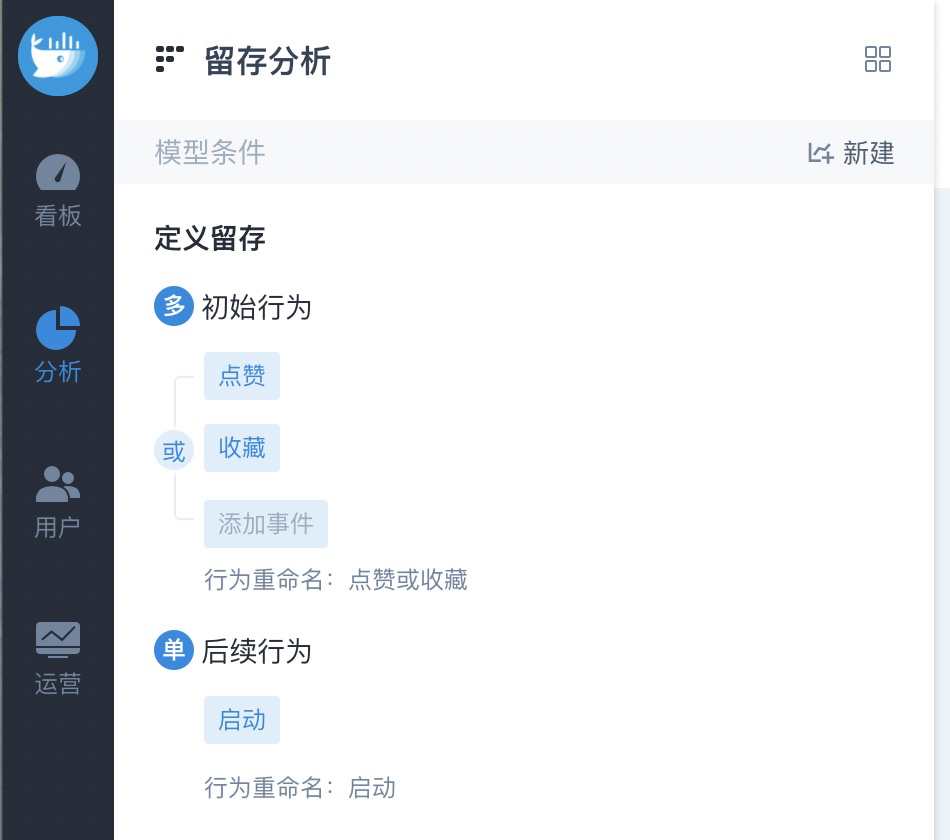 留存分析
模型条件
新建
看板
分析
用户
运营
定义留存
多 初始行为
点赞
或
收藏
添加事件
行为重命名：点赞或收藏
单 后续行为
启动
行为重命名：启动